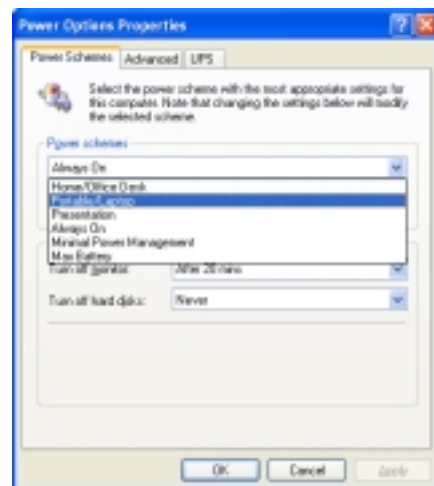 Power Options Properties
Power Schemes Advanced UPS
Select the power scheme with the most appropriate settings for
this computer. Note that changing the settings below will modify
the selected scheme.
Power schemes
Always On
Home/Office Desk
Portable/Laptop
Presentation
Always On
Minimal Power Management
Max Battery
Turn off monitor: After 20 mins
Turn off hard disks: Never
OK Cancel Apply